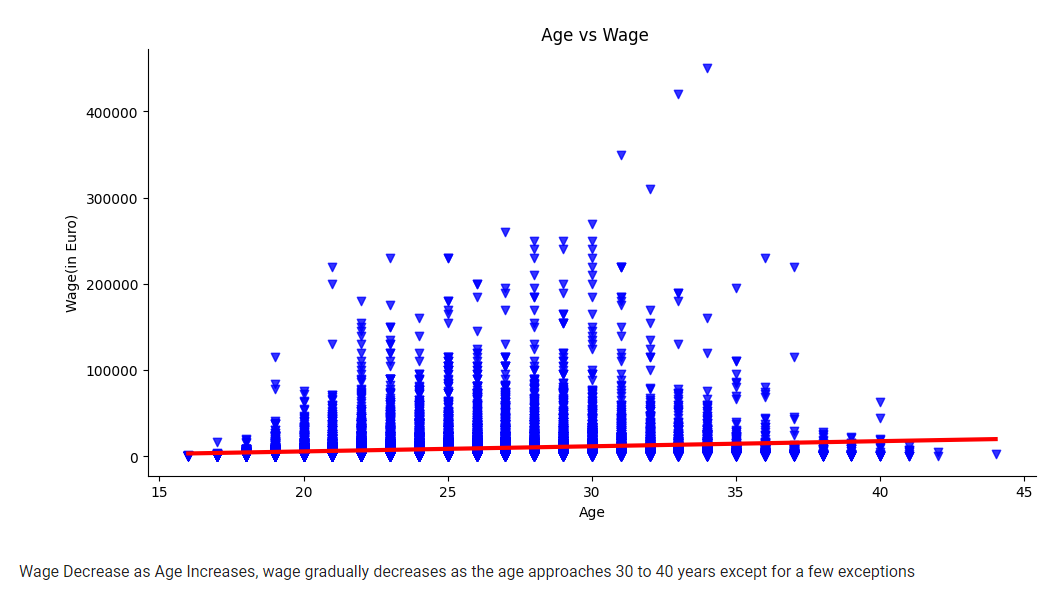 Age vs Wage
400000
300000
200000
100000
0
Wage(in Euro)
15 20 25 30 35 40 45
Age
Wage Decrease as Age Increases, wage gradually decreases as the age approaches 30 to 40 years except for a few exceptions